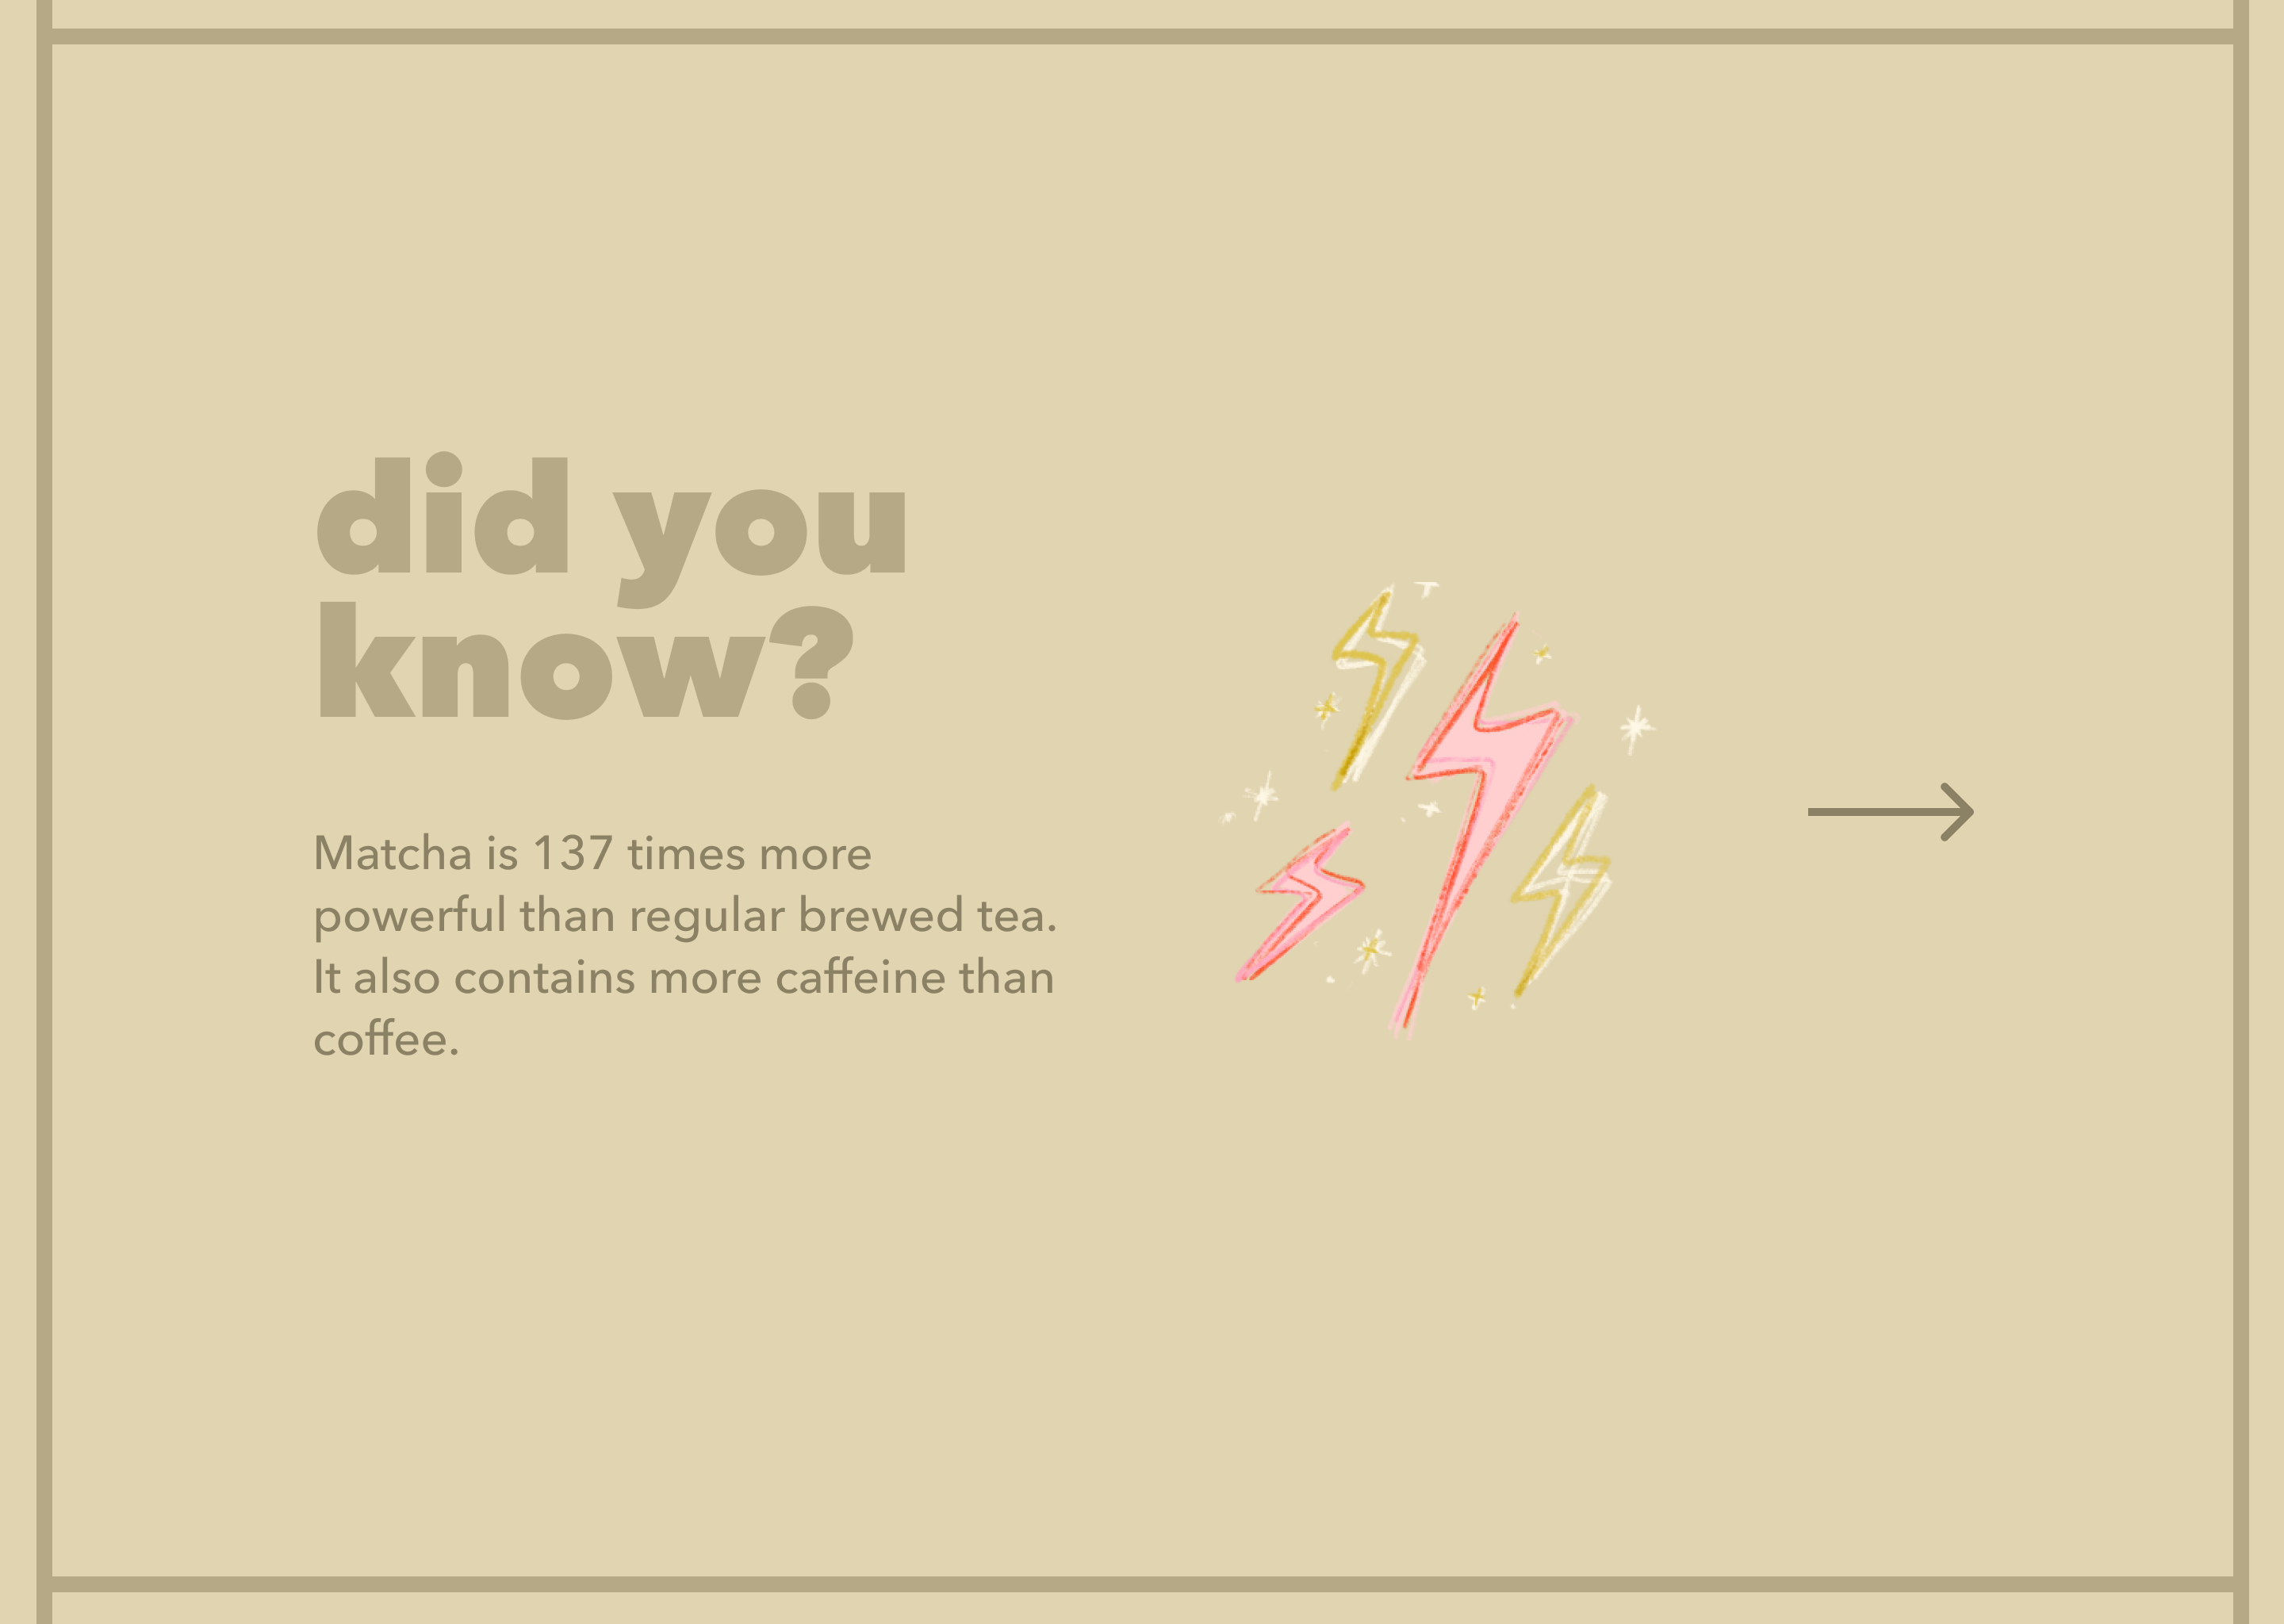 did you
know?
Matcha is 137 times more
powerful than regular brewed tea.
It also contains more caffeine than
coffee.